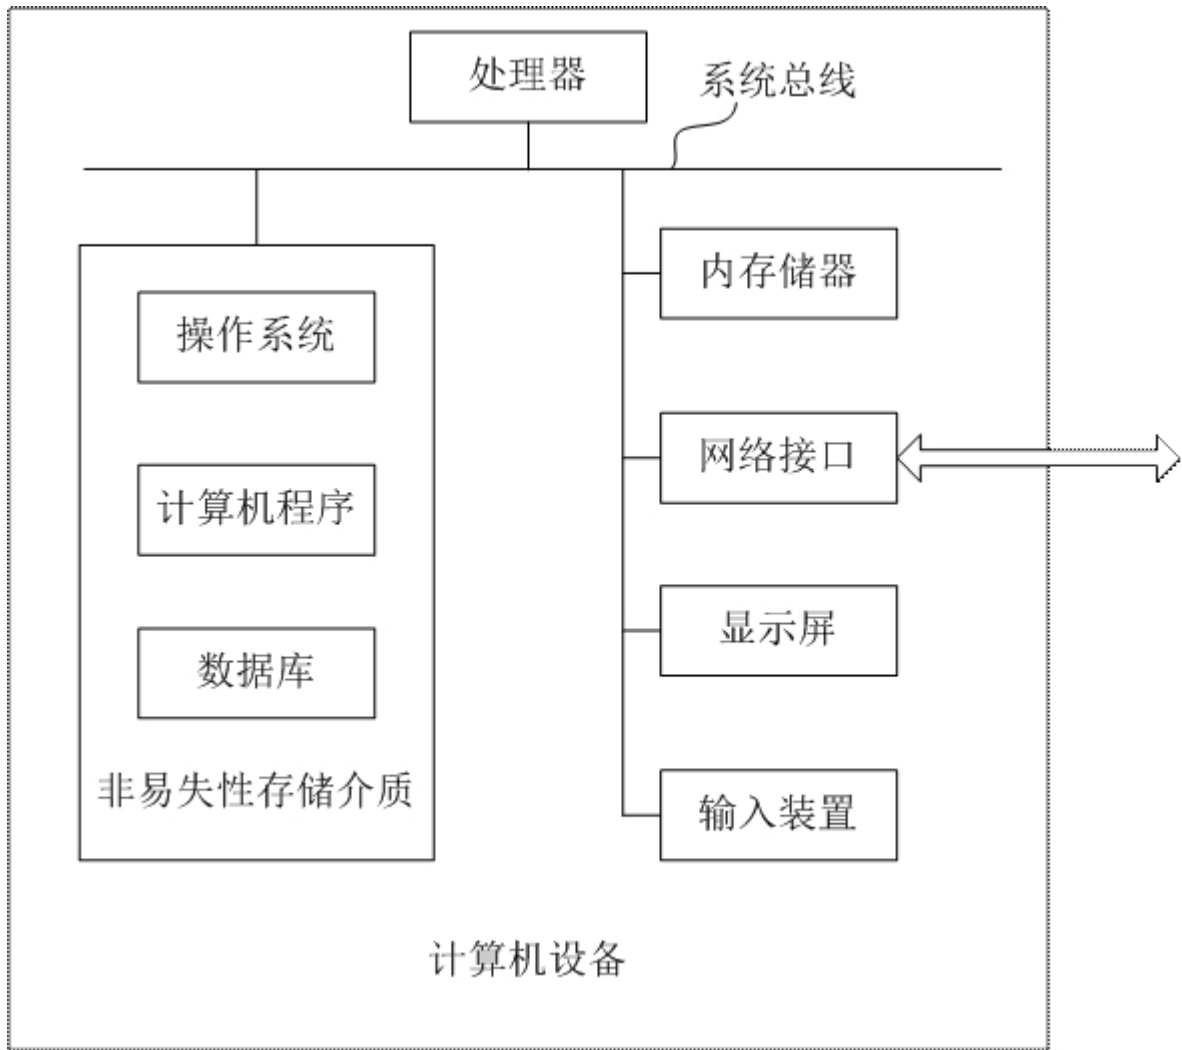 处理器
系统总线
内存储器
操作系统
网络接口
计算机程序
显示屏
数据库
非易失性存储介质
输入装置
计算机设备